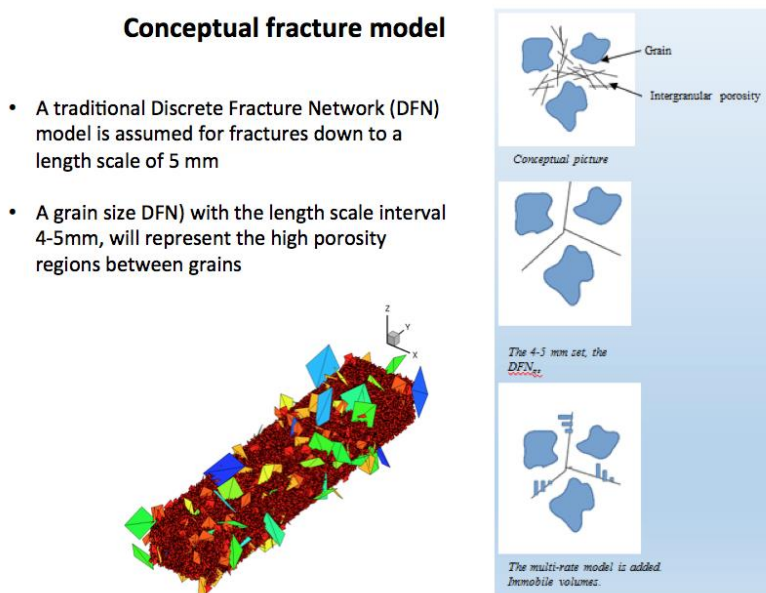 Conceptual fracture model
• A traditional Discrete Fracture Network (DFN)
model is assumed for fractures down to a
length scale of 5 mm
• A grain size DFN) with the length scale interval
4-5mm, will represent the high porosity
regions between grains
Z
Y
X
Grain
Intergranular porosity
Conceptual picture
The 4-5 mm set, the
The multi-rate model is added.
Immobile volumes.